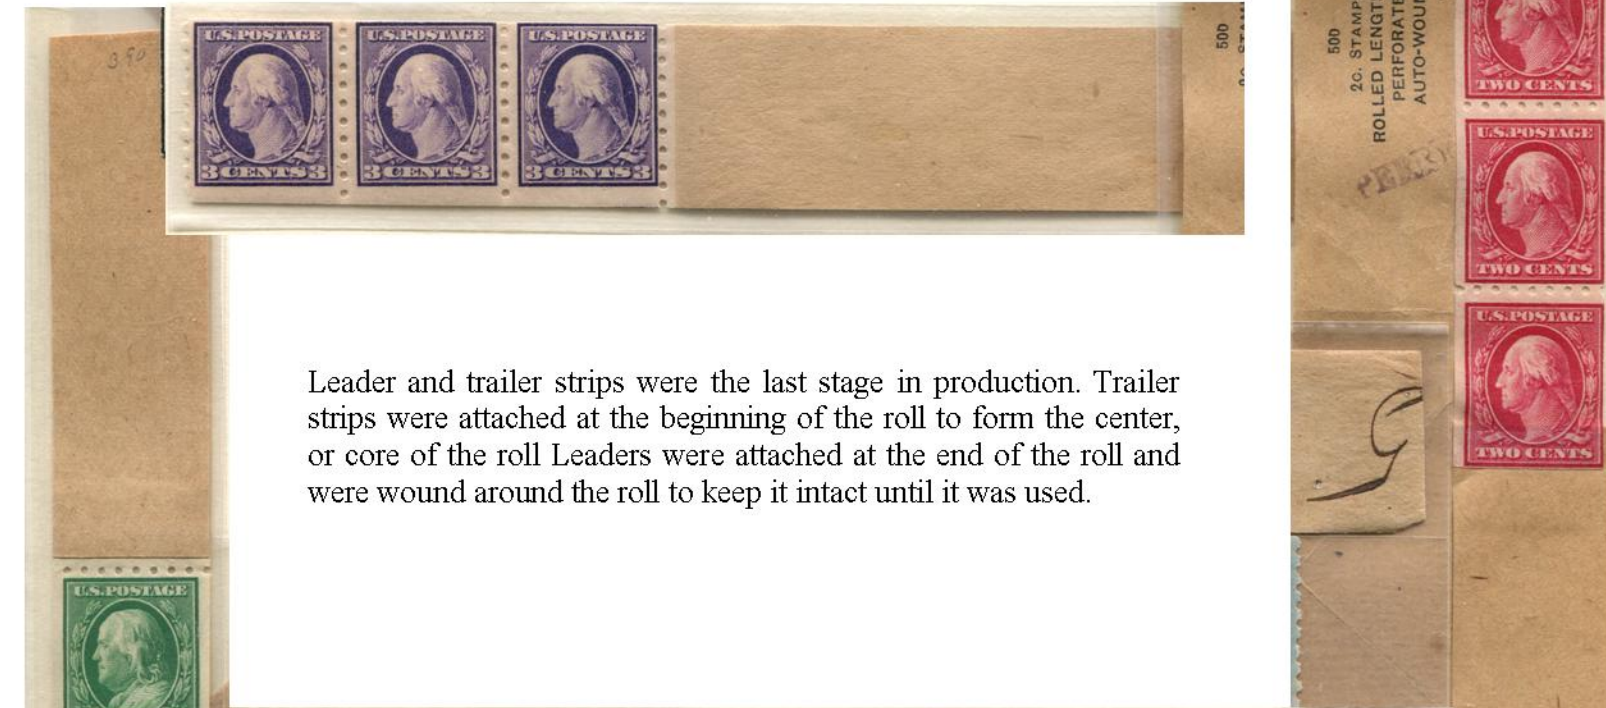 390
U.S.POSTAGE
U.S.POSTAGE
U.S.POSTAGE
3 CENTS 3
3 CENTS 3
3 CENTS 3
500
500
2c. STAMP
ROLLED LENGT
PERFORATE
AUTO-WOUN
TWO CENTS
U.S.POSTAGE
TWO CENTS
U.S.POSTAGE
TWO CENTS
Leader and trailer strips were the last stage in production. Trailer
strips were attached at the beginning of the roll to form the center,
or core of the roll Leaders were attached at the end of the roll and
were wound around the roll to keep it intact until it was used.
U.S.POSTAGE